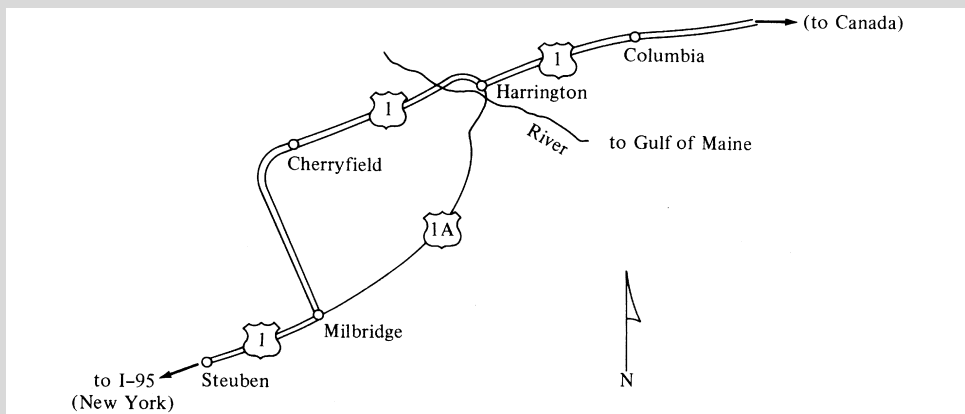 (to Canada)
1
Columbia
Harrington
1
River
to Gulf of Maine
Cherryfield
1A
Milbridge
1
to I-95
(New York)
Steuben
N